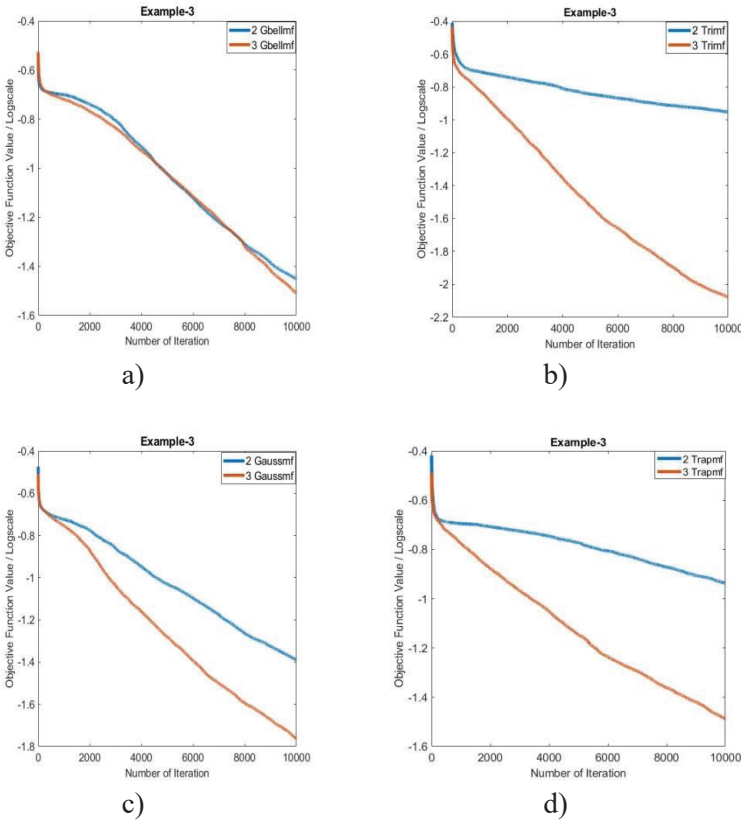 Example-3
2 Gbellmf
3 Gbellmf
Objective Function Value / Logscale
-0.4
-0.6
-0.8
-1
-1.2
-1.4
-1.6
0 2000 4000 6000 8000 10000
Number of Iteration
a)
Example-3
2 Trimf
3 Trimf
Objective Function Value / Logscale
-0.4
-0.6
-0.8
-1
-1.2
-1.4
-1.6
-1.8
-2
-2.2
0 2000 4000 6000 8000 10000
Number of Iteration
b)
Example-3
2 Gaussmf
3 Gaussmf
Objective Function Value / Logscale
-0.4
-0.6
-0.8
-1
-1.2
-1.4
-1.6
-1.8
0 2000 4000 6000 8000 10000
Number of Iteration
c)
Example-3
2 Trapmf
3 Trapmf
Objective Function Value / Logscale
-0.4
-0.6
-0.8
-1
-1.2
-1.4
-1.6
0 2000 4000 6000 8000 10000
Number of Iteration
d)